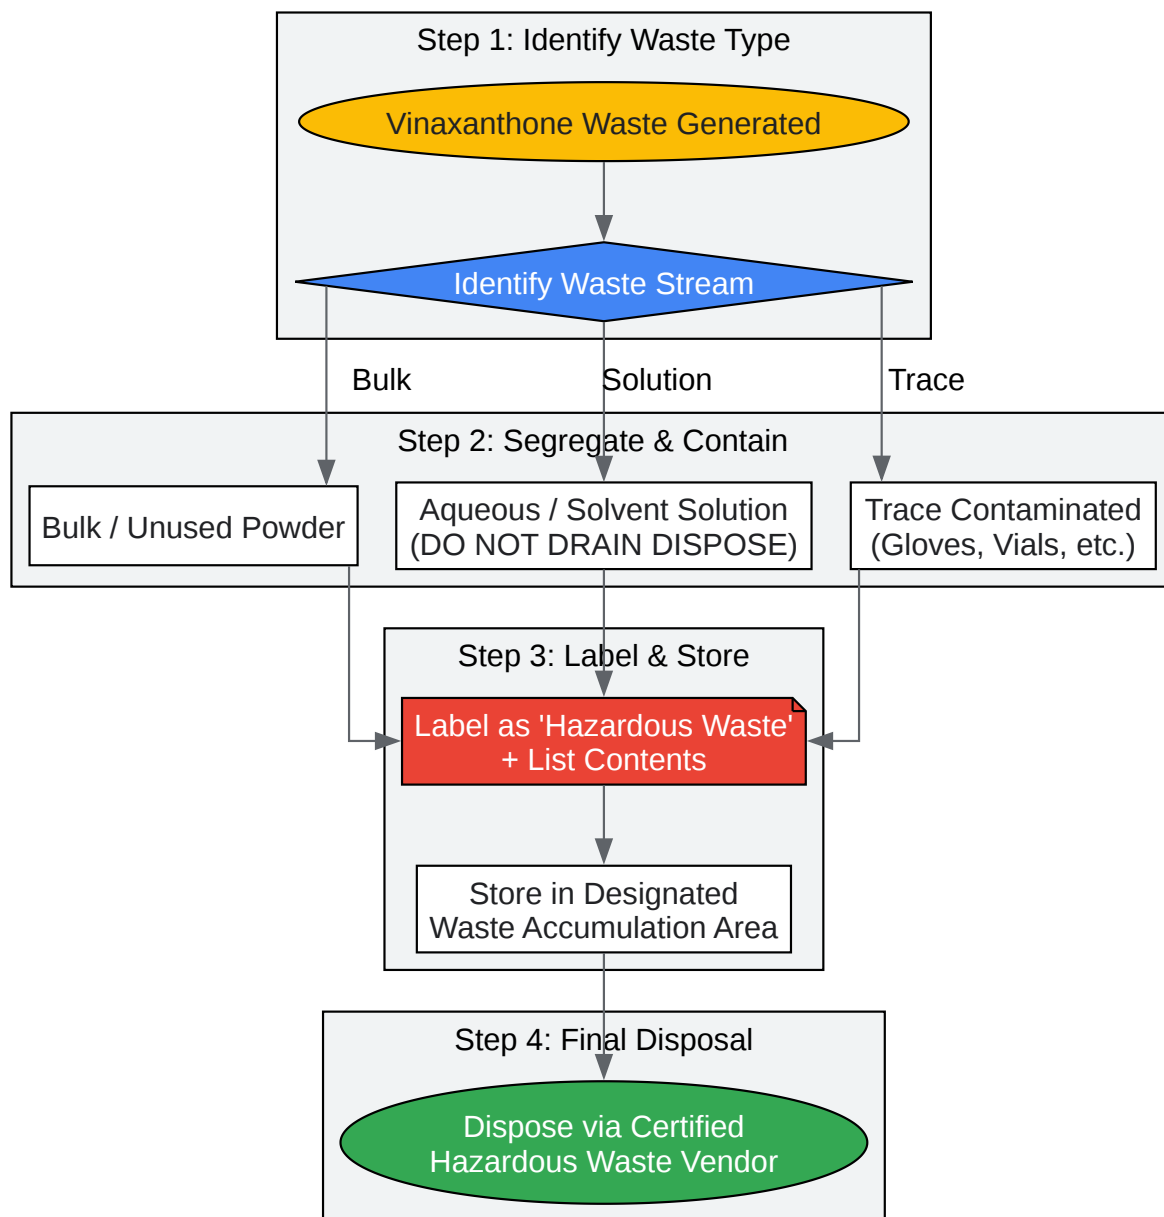 Step 1: Identify Waste Type
Vinaxanthone Waste Generated
Identify Waste Stream
Bulk
Solution
Trace
Step 2: Segregate & Contain
Bulk / Unused Powder
Aqueous / Solvent Solution
(DO NOT DRAIN DISPOSE)
Trace Contaminated
(Gloves, Vials, etc.)
Step 3: Label & Store
Label as 'Hazardous Waste'
+ List Contents
Store in Designated
Waste Accumulation Area
Step 4: Final Disposal
Dispose via Certified
Hazardous Waste Vendor